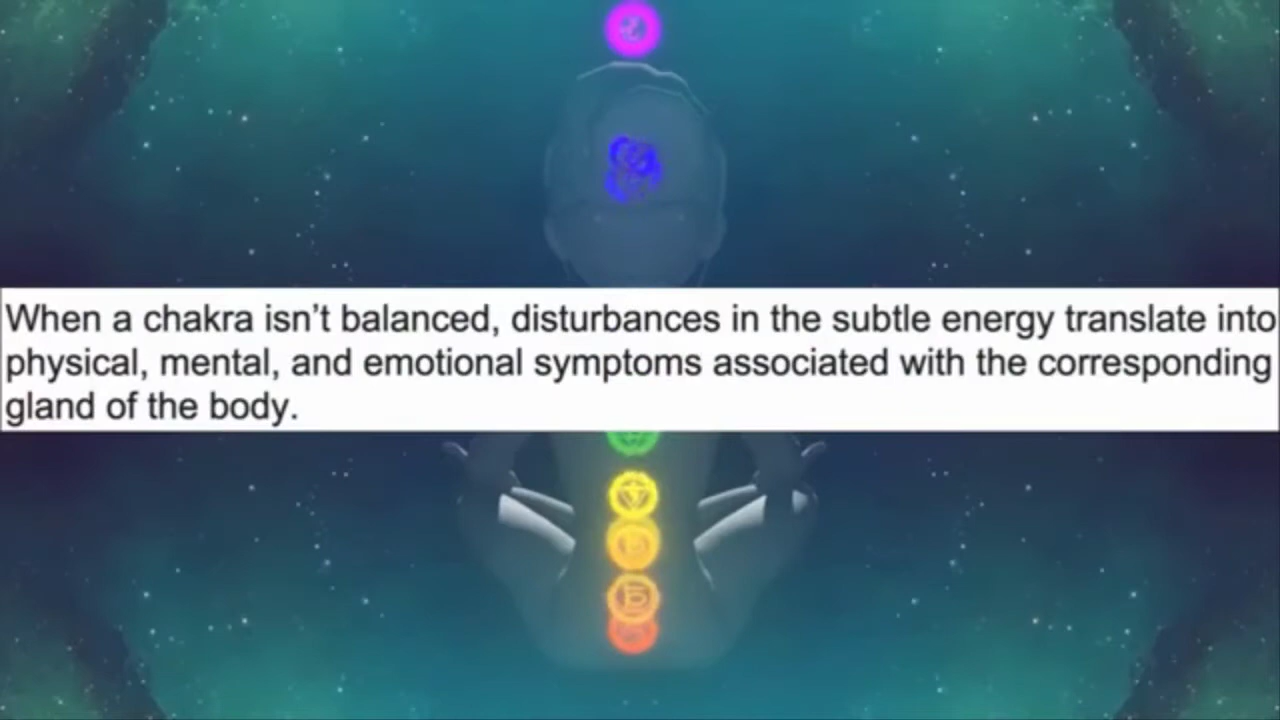 When a chakra isn’t balanced, disturbances in the subtle energy translate into
physical, mental, and emotional symptoms associated with the corresponding
gland of the body.